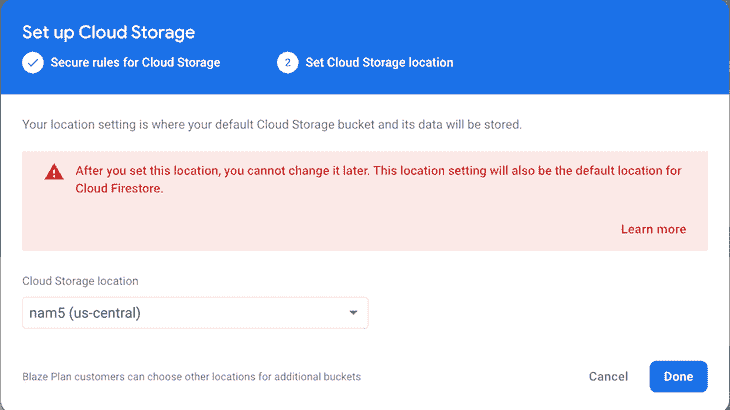 Set up Cloud Storage
Secure rules for Cloud Storage
2 Set Cloud Storage location
Your location setting is where your default Cloud Storage bucket and its data will be stored.
After you set this location, you cannot change it later. This location setting will also be the default location for
Cloud Firestore.
Learn more
Cloud Storage location
nam5 (us-central)
Blaze Plan customers can choose other locations for additional buckets
Cancel
Done